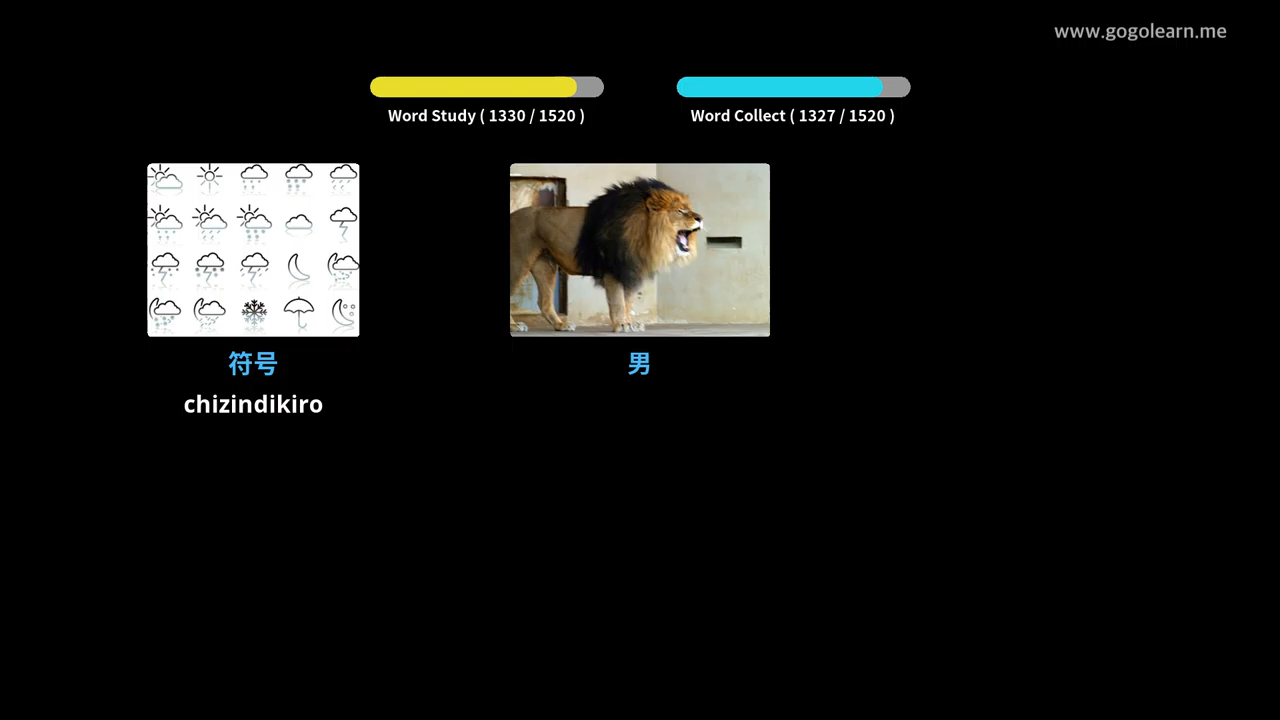 www.gogolearn.me
Word Study ( 1330 / 1520 )
Word Collect ( 1327 / 1520 )
符号
男
chizindikiro